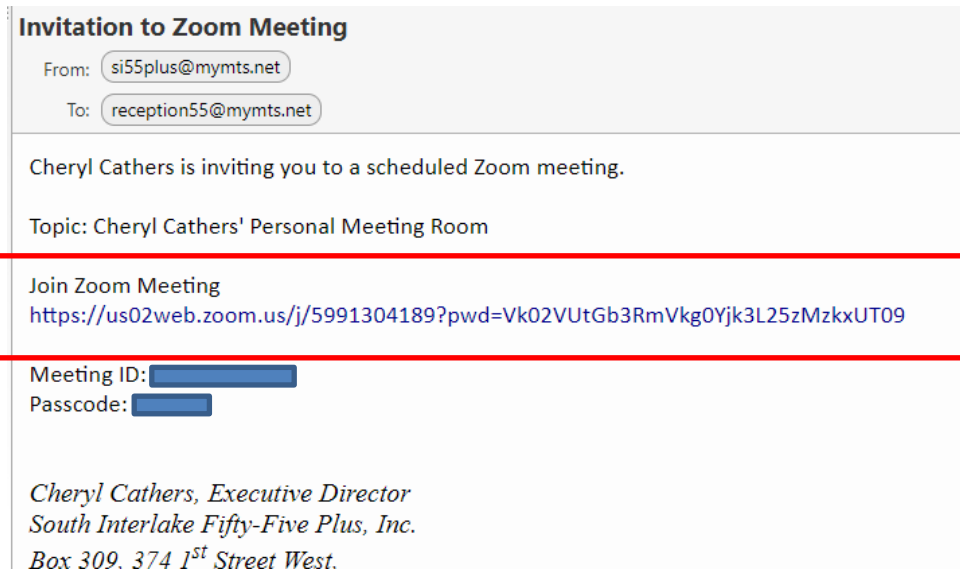 Invitation to Zoom Meeting
From: si55plus@mymts.net
To: reception55@mymts.net
Cheryl Cathers is inviting you to a scheduled Zoom meeting.
Topic: Cheryl Cathers' Personal Meeting Room
Join Zoom Meeting
https://us02web.zoom.us/j/5991304189?pwd=Vk02VUtGb3RmVkg0Yjk3L25zMzkxUT09
Meeting ID:
Passcode:
Cheryl Cathers, Executive Director
South Interlake Fifty-Five Plus, Inc.
Box 309, 374 1st Street West,